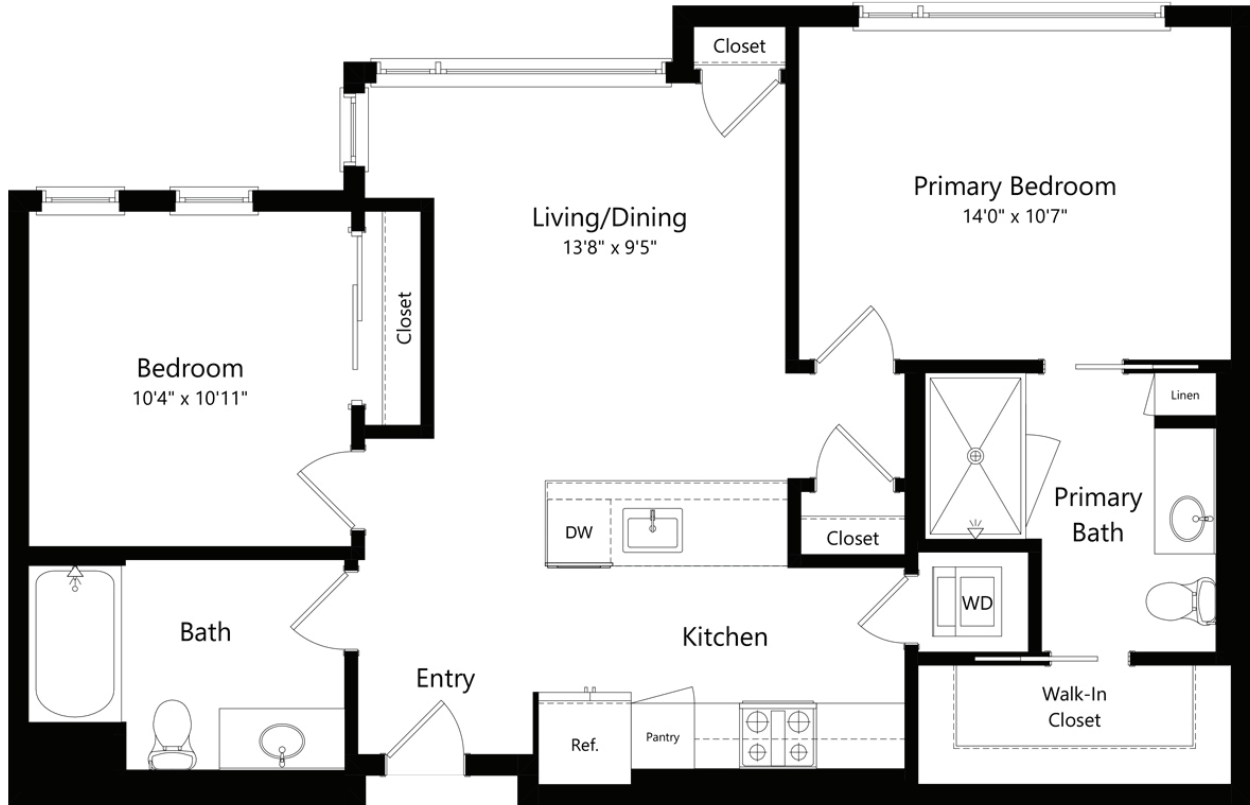 Closet
Primary Bedroom
14'0" x 10'7"
Living/Dining
13'8" x 9'5"
Closet
Bedroom
10'4" x 10'11"
Linen
Primary
Bath
DW
Closet
WD
Bath
Kitchen
Entry
Walk-In
Closet
Ref.
Pantry